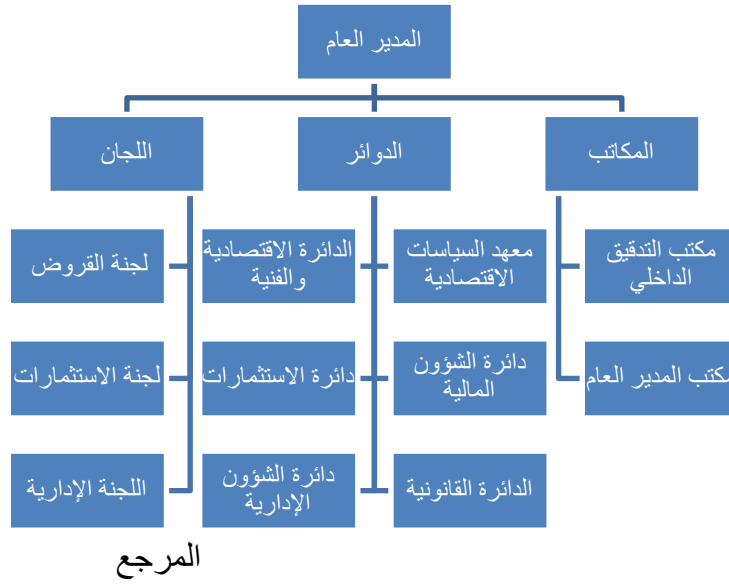 المدير العام
المكاتب
الدوائر
اللجان
مكتب التدقيق
الداخلي
معهد السياسات
الاقتصادية
الدائرة الاقتصادية
والفنية
لجنة القروض
مكتب المدير العام
دائرة الشؤون
المالية
دائرة الاستثمارات
لجنة الاستثمارات
الدائرة القانونية
دائرة الشؤون
الإدارية
اللجنة الإدارية
المرجع